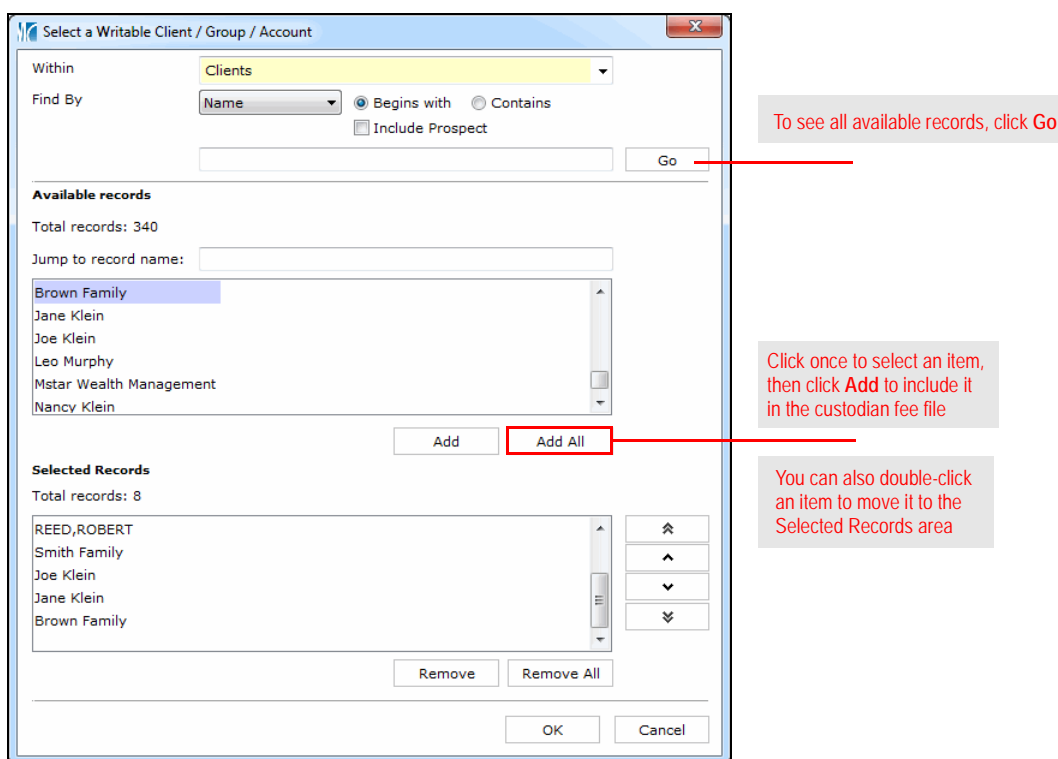 Select a Writable Client / Group / Account
Within
Clients
Find By
Name
Begins with
Contains
Include Prospect
Go
To see all available records, click Go
Available records
Total records: 340
Jump to record name:
Brown Family
Jane Klein
Joe Klein
Leo Murphy
Mstar Wealth Management
Nancy Klein
Click once to select an item,
then click Add to include it
in the custodian fee file
Add
Add All
Selected Records
Total records: 8
You can also double-click
an item to move it to the
Selected Records area
REED,ROBERT
Smith Family
Joe Klein
Jane Klein
Brown Family
Remove
Remove All
OK
Cancel